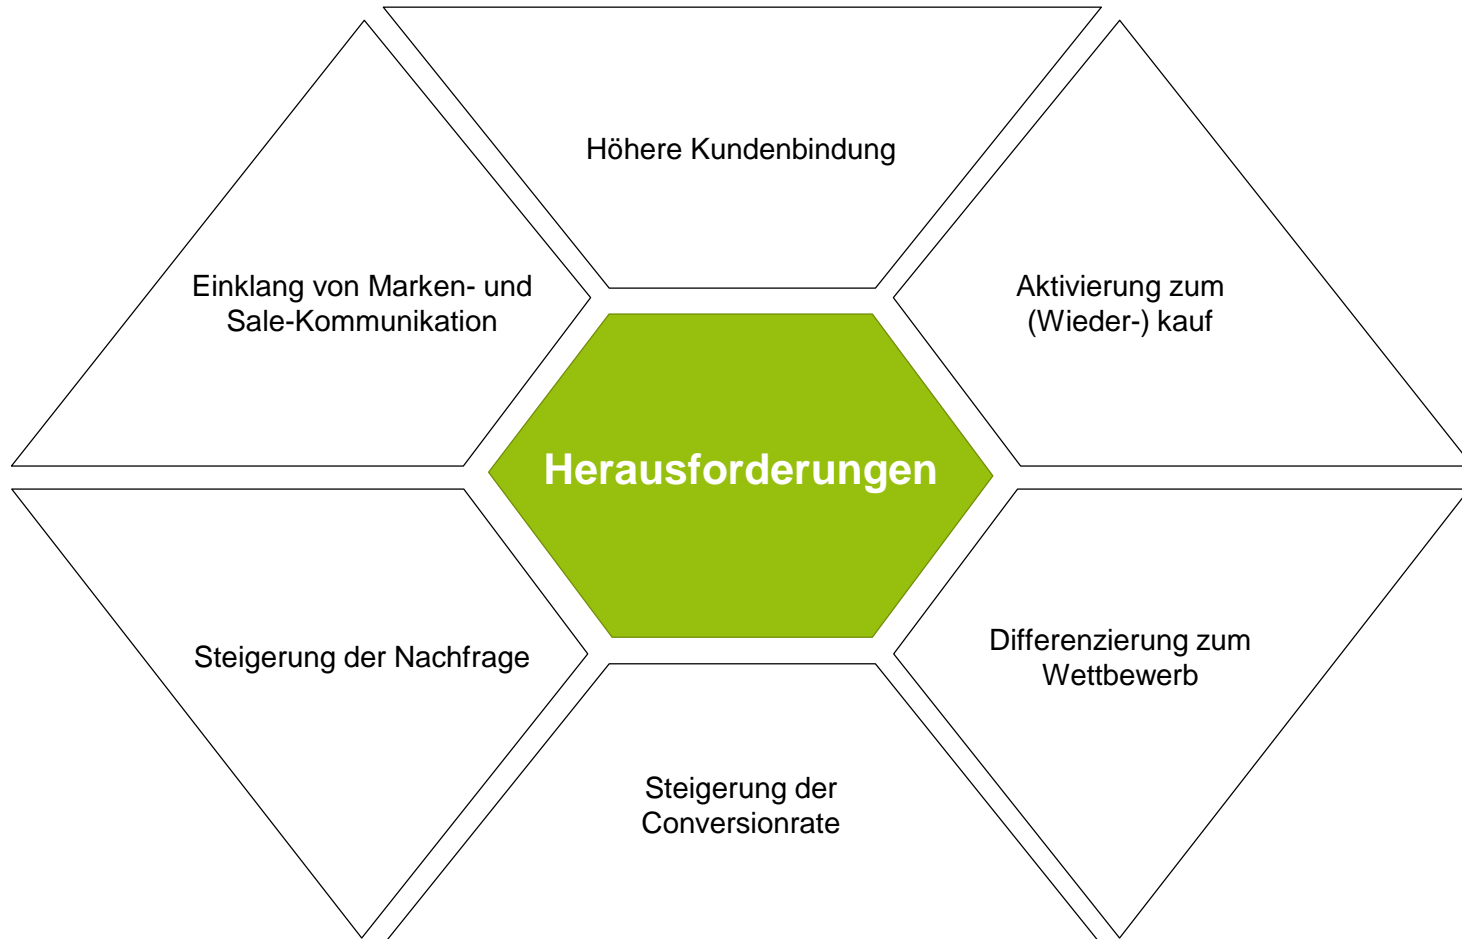 Höhere Kundenbindung
Einklang von Marken- und
Sale-Kommunikation
Aktivierung zum
(Wieder-) kauf
Herausforderungen
Steigerung der Nachfrage
Differenzierung zum
Wettbewerb
Steigerung der
Conversionrate